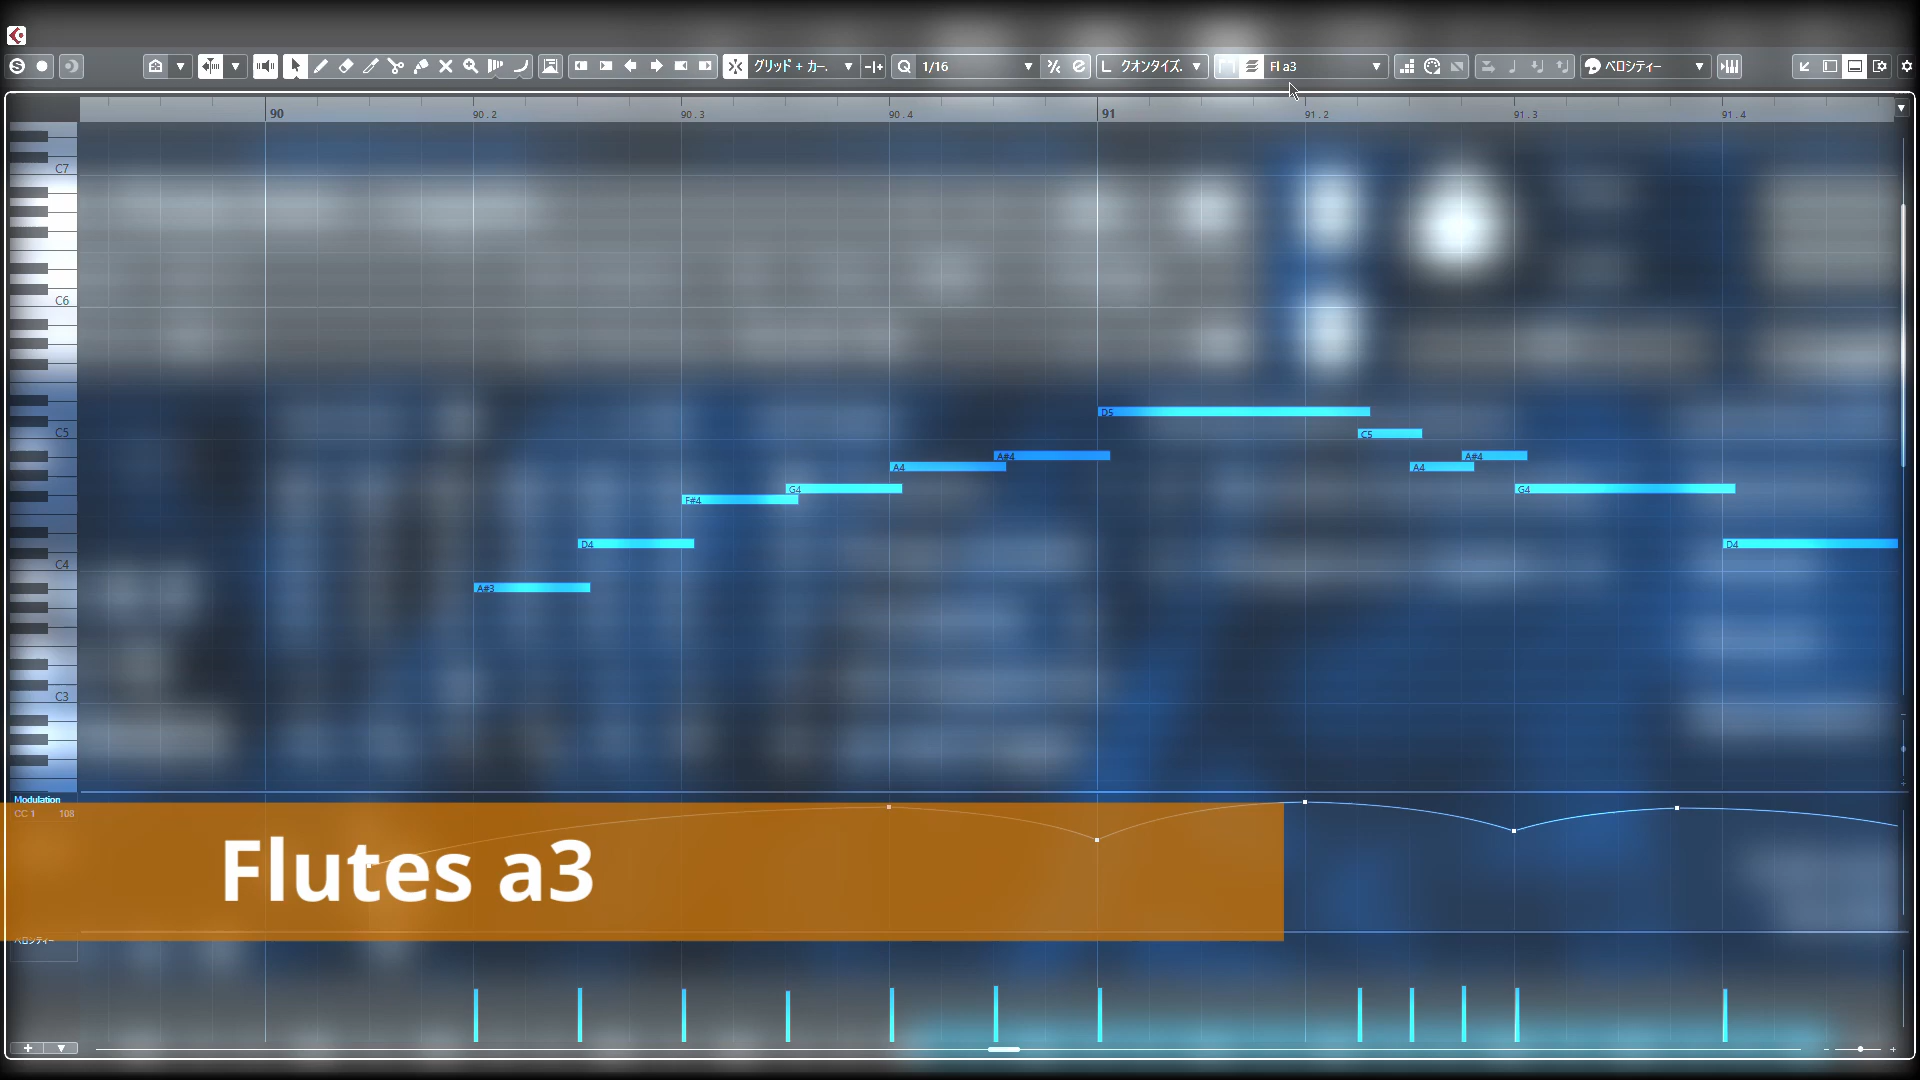 グリッド + カー.
1/16
クオンタイズ.
Fl a3
ベロシティー
90
90.2
90.3
90.4
91
91.2
91.3
91.4
C7
C6
C5
C4
C3
D5
C5
A#4
A#4
A4
A4
G4
G4
F#4
D4
D4
A#3
Modulation
CC 1 108
Flutes a3
ベロシティー